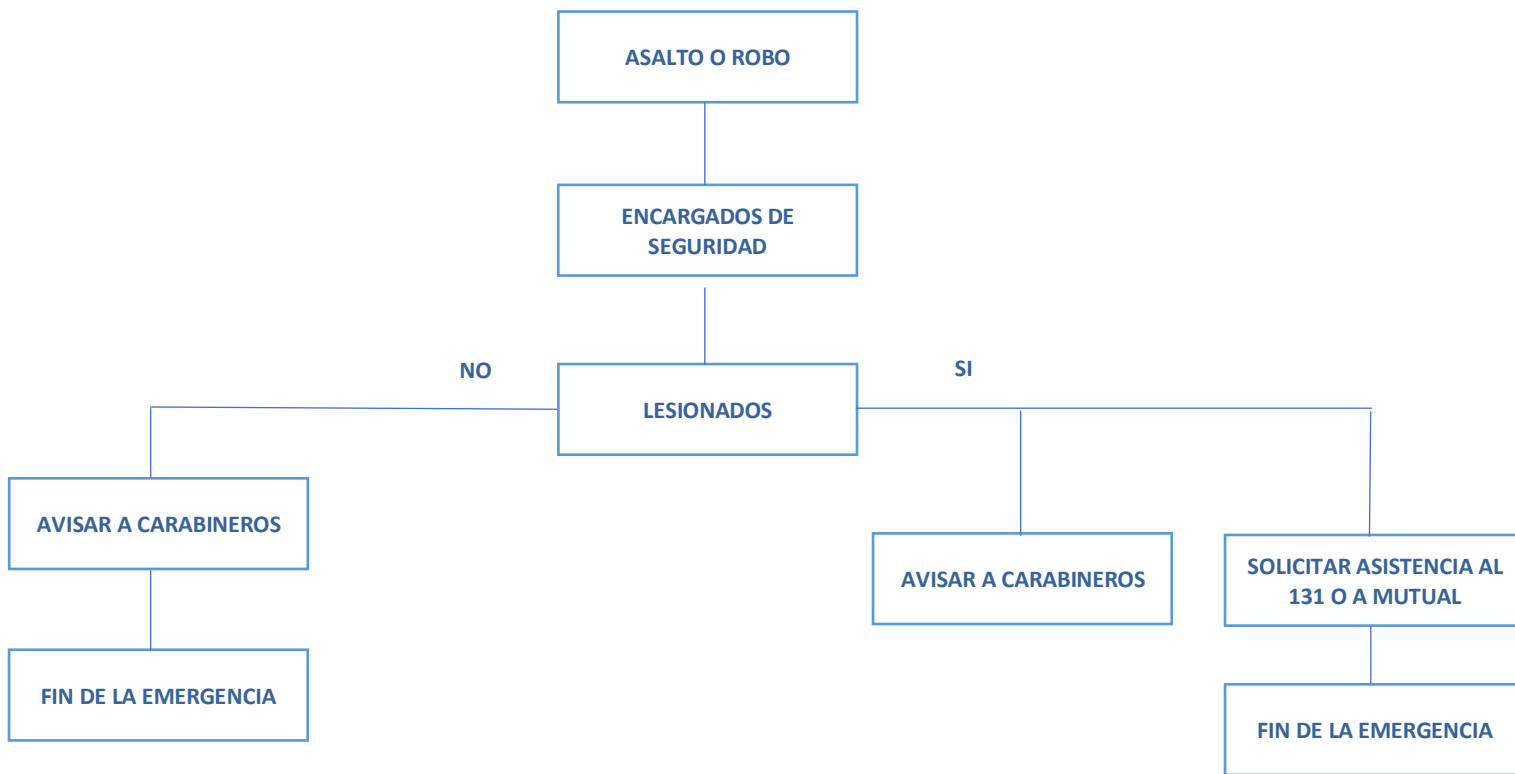 ASALTO O ROBO
ENCARGADOS DE
SEGURIDAD
NO
SI
LESIONADOS
AVISAR A CARABINEROS
FIN DE LA EMERGENCIA
AVISAR A CARABINEROS
SOLICITAR ASISTENCIA AL
131 O A MUTUAL
FIN DE LA EMERGENCIA